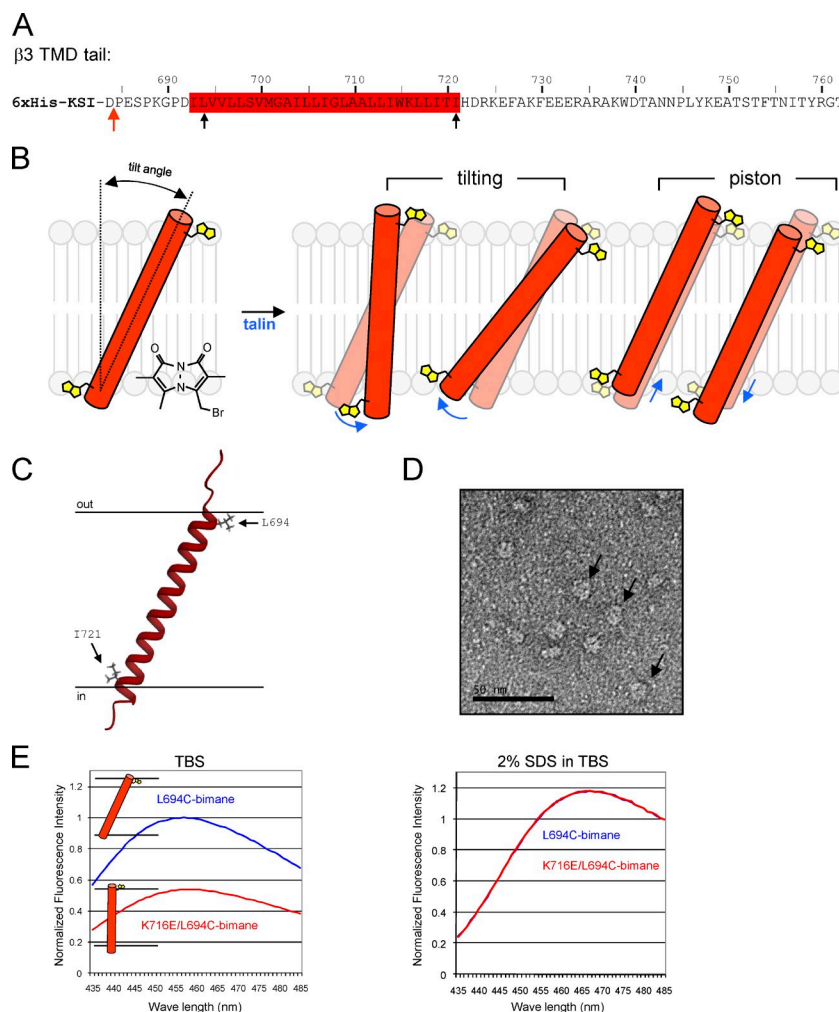 A
β3 TMD tail:
690 700 710 720 730 740 750 760
6xHis-KSI-DPESPKGPDILVVLLSVMGAILLIGLAALLIWKLLITIHDRKEFAKFEEERARAKWDTANNPLYKEATSTFTNITYRGT
B
tilt angle
tilting
piston
talin
O N O
N
Br
C
out
L694
I721
in
D
50 nm
E
TBS
Normalized Fluorescence Intensity
1.2
1
0.8
0.6
0.4
0.2
0
L694C-bimane
K716E/L694C-bimane
435 440 445 450 455 460 465 470 475 480 485
Wave length (nm)
2% SDS in TBS
Normalized Fluorescence Intensity
1.2
1
0.8
0.6
0.4
0.2
0
L694C-bimane
K716E/L694C-bimane
435 440 445 450 455 460 465 470 475 480 485
Wave length (nm)